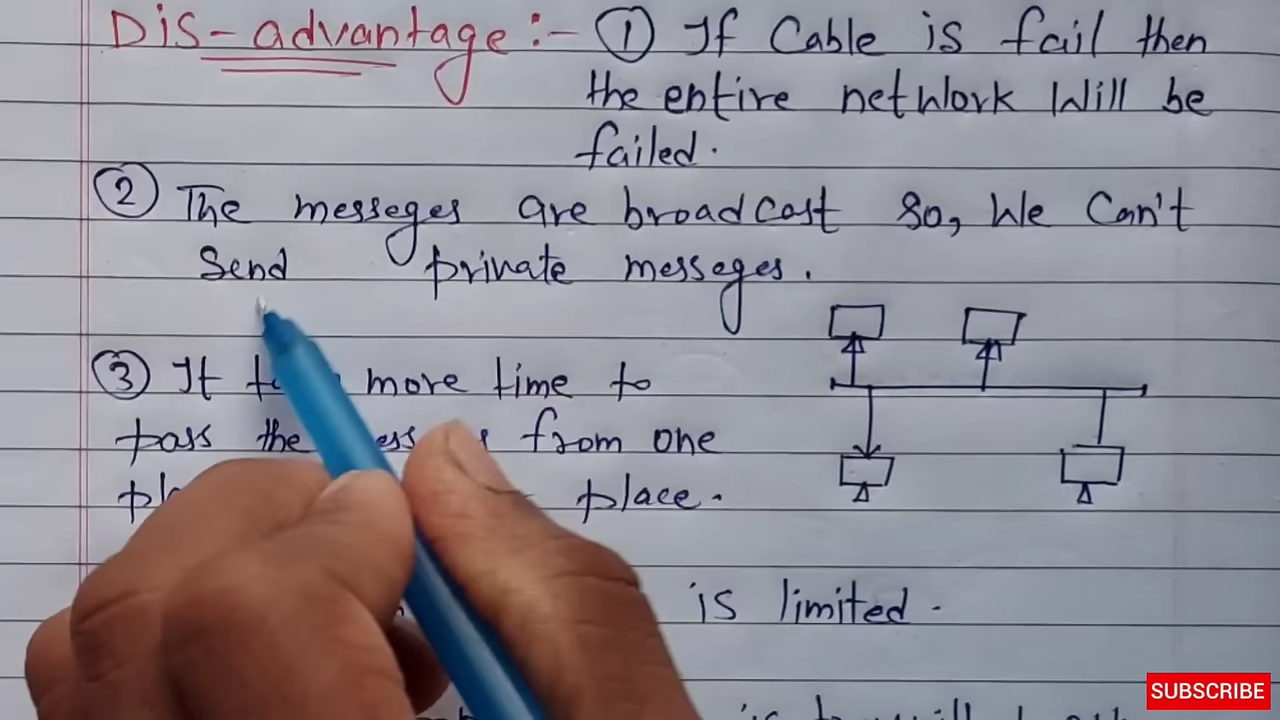 Dis-advantage :- ① If Cable is fail then
the entire network Will be
failed.
② The messeges are broadcast so, We Can't
Send private messeges.
③ It more time to
pass the from one
place.
is limited.
SUBSCRIBE